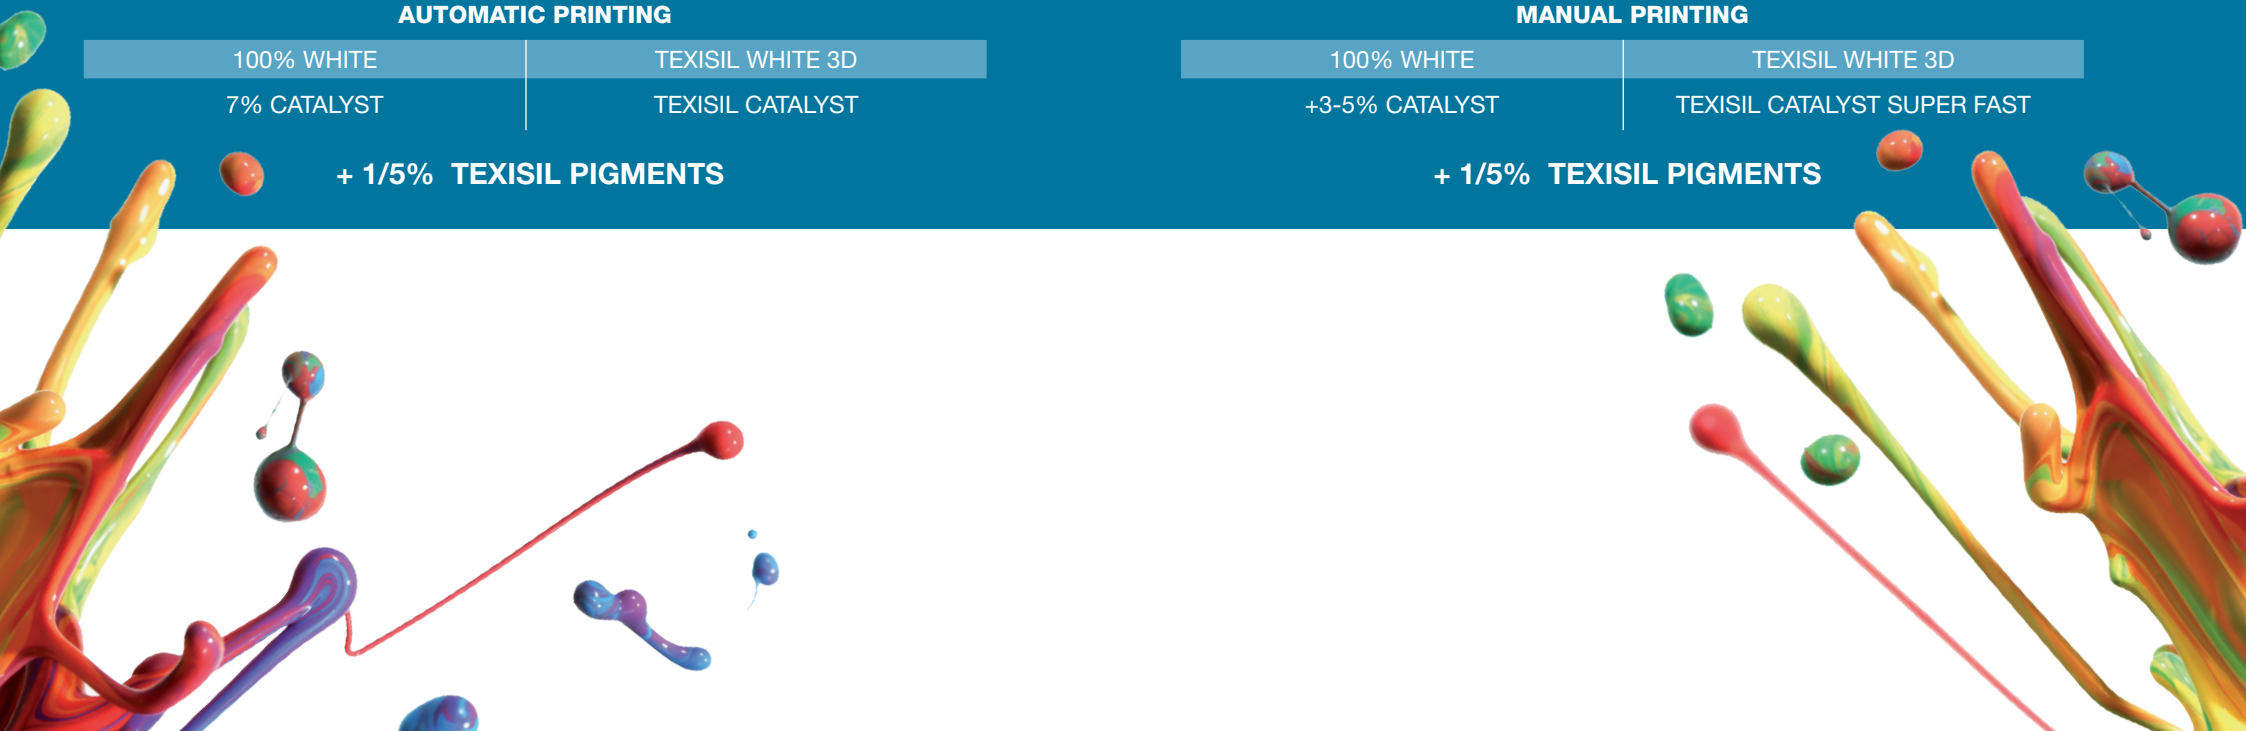 AUTOMATIC PRINTING
100% WHITE TEXISIL WHITE 3D
7% CATALYST TEXISIL CATALYST
+ 1/5% TEXISIL PIGMENTS
MANUAL PRINTING
100% WHITE TEXISIL WHITE 3D
+3-5% CATALYST TEXISIL CATALYST SUPER FAST
+ 1/5% TEXISIL PIGMENTS